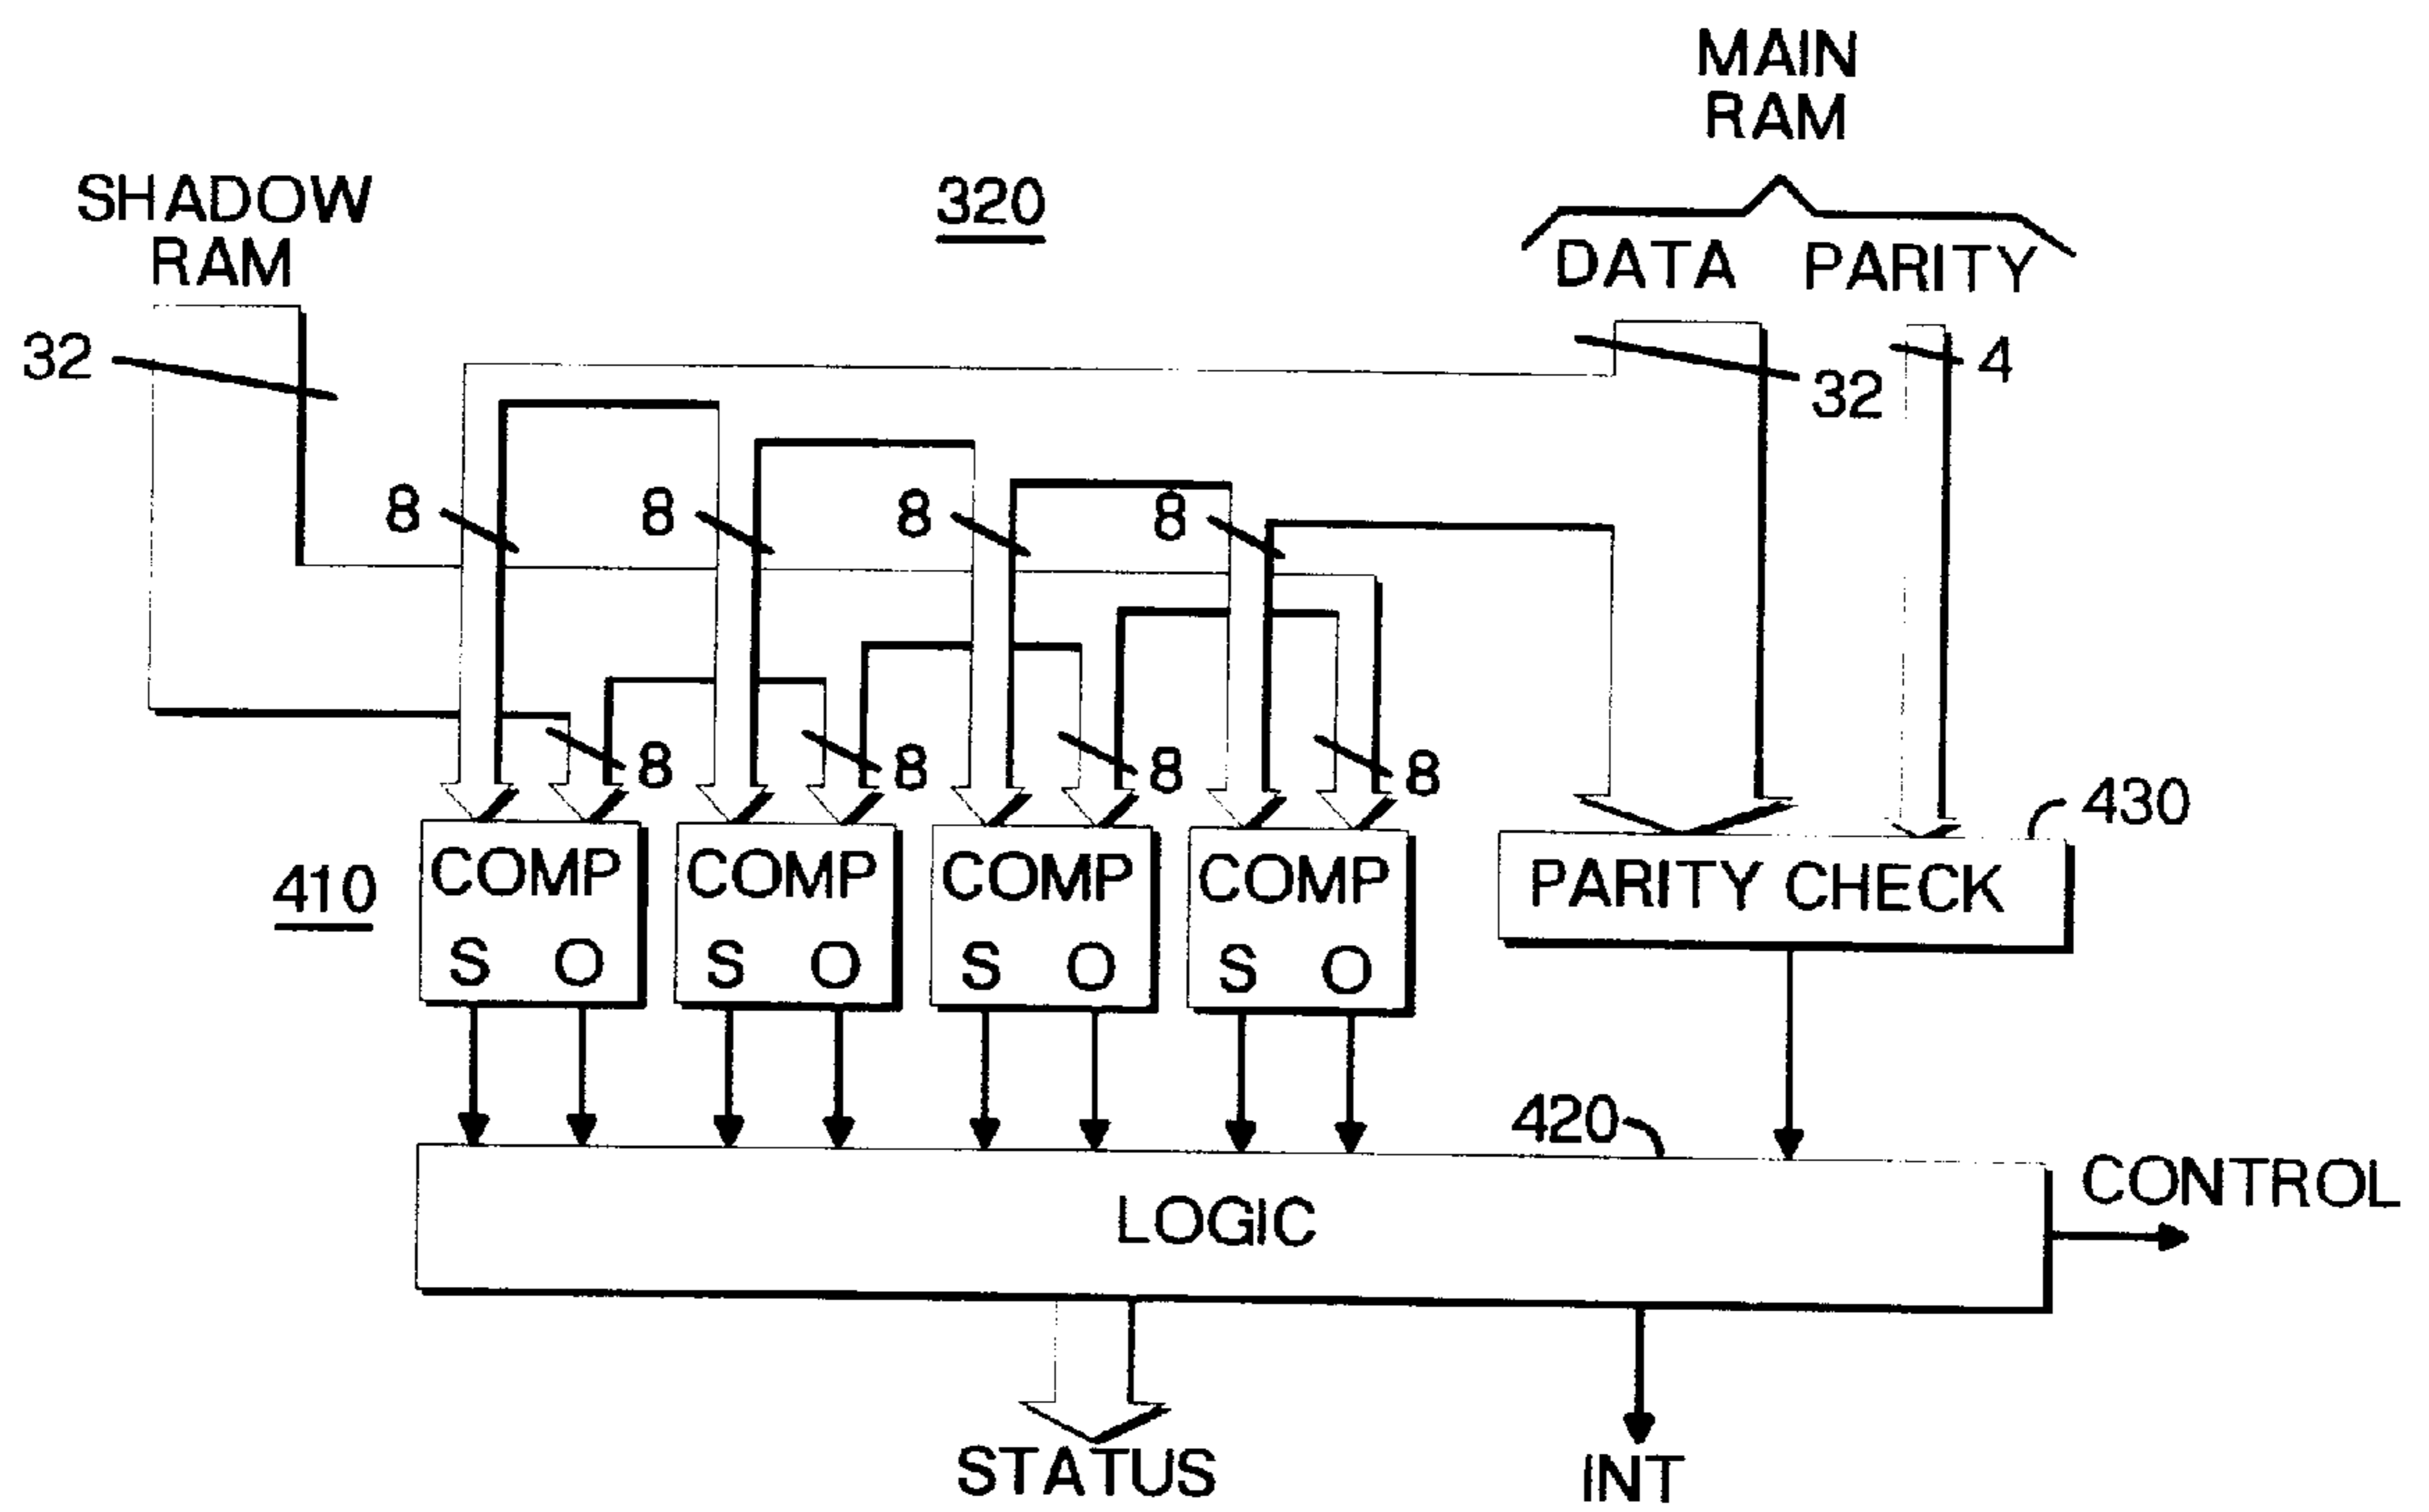 MAIN
RAM
SHADOW
RAM
320
DATA PARITY
32
32
4
8 8 8 8
8 8 8 8
430
410
COMP COMP COMP COMP PARITY CHECK
S O S O S O S O
420
CONTROL
LOGIC
STATUS
INT